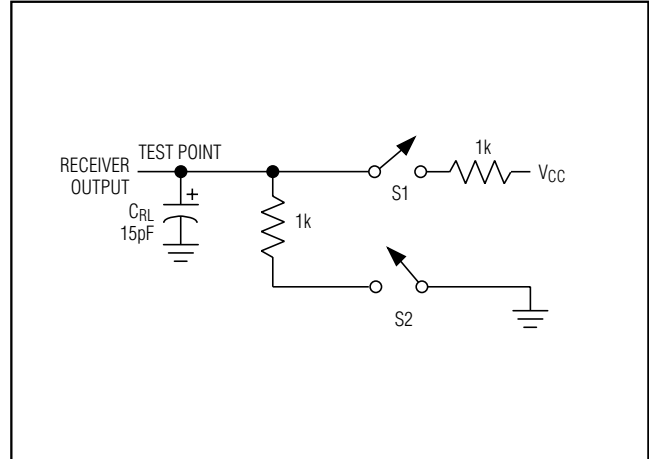 RECEIVER
OUTPUT
TEST POINT
+
CRL
15pF
1k
S1
1k
VCC
S2